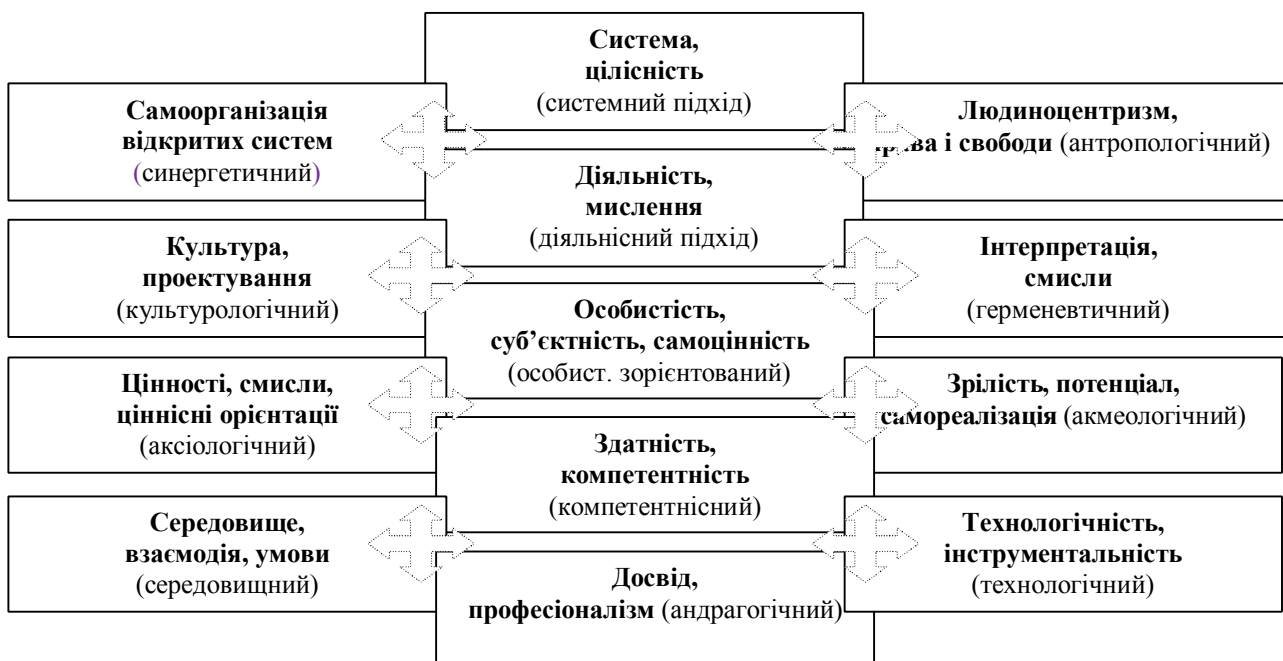 Система,
цілісність
(системний підхід)
Самоорганізація
відкритих систем
(синергетичний)
Людиноцентризм,
права і свободи (антропологічний)
Діяльність,
мислення
(діяльнісний підхід)
Культура,
проектування
(культурологічний)
Інтерпретація,
смисли
(герменевтичний)
Особистість,
суб’єктність, самоцінність
(особист. зорієнтований)
Цінності, смисли,
ціннісні орієнтації
(аксіологічний)
Зрілість, потенціал,
самореалізація (акмеологічний)
Здатність,
компетентність
(компетентнісний)
Середовище,
взаємодія, умови
(середовищний)
Технологічність,
інструментальність
(технологічний)
Досвід,
професіоналізм (андрагогічний)